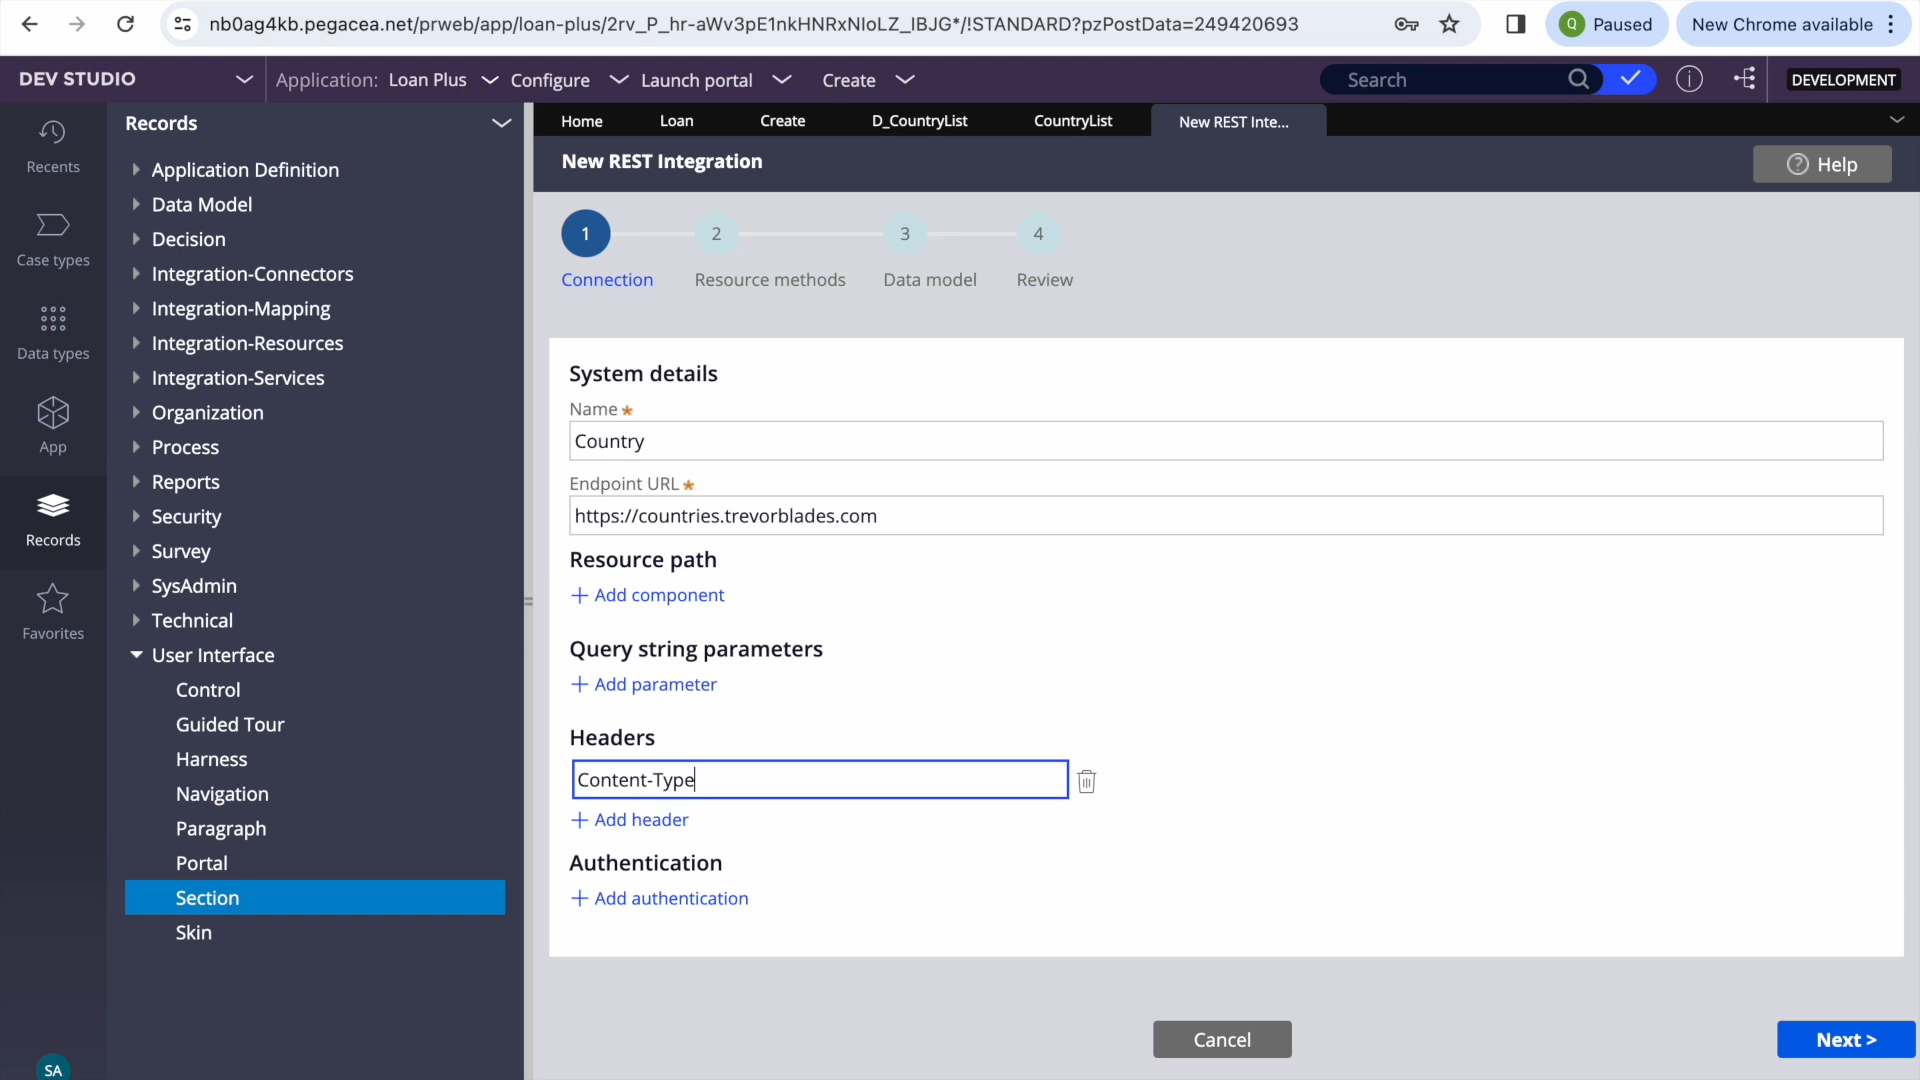 nb0ag4kb.pegacea.net/prweb/app/loan-plus/2rv_P_hr-aWv3pE1nkHNRxNIoLZ_IBJG*/!STANDARD?pzPostData=249420693
Q Paused
New Chrome available
DEV STUDIO
Application: Loan Plus
Configure
Launch portal
Create
Search
DEVELOPMENT
Recents
Case types
Data types
App
Records
Favorites
SA
Records
Application Definition
Data Model
Decision
Integration-Connectors
Integration-Mapping
Integration-Resources
Integration-Services
Organization
Process
Reports
Security
Survey
SysAdmin
Technical
User Interface
Control
Guided Tour
Harness
Navigation
Paragraph
Portal
Section
Skin
Home Loan Create D_CountryList CountryList New REST Inte...
New REST Integration
? Help
1 2 3 4
Connection Resource methods Data model Review
System details
Name *
Country
Endpoint URL *
https://countries.trevorblades.com
Resource path
+ Add component
Query string parameters
+ Add parameter
Headers
Content-Type
+ Add header
Authentication
+ Add authentication
Cancel
Next >